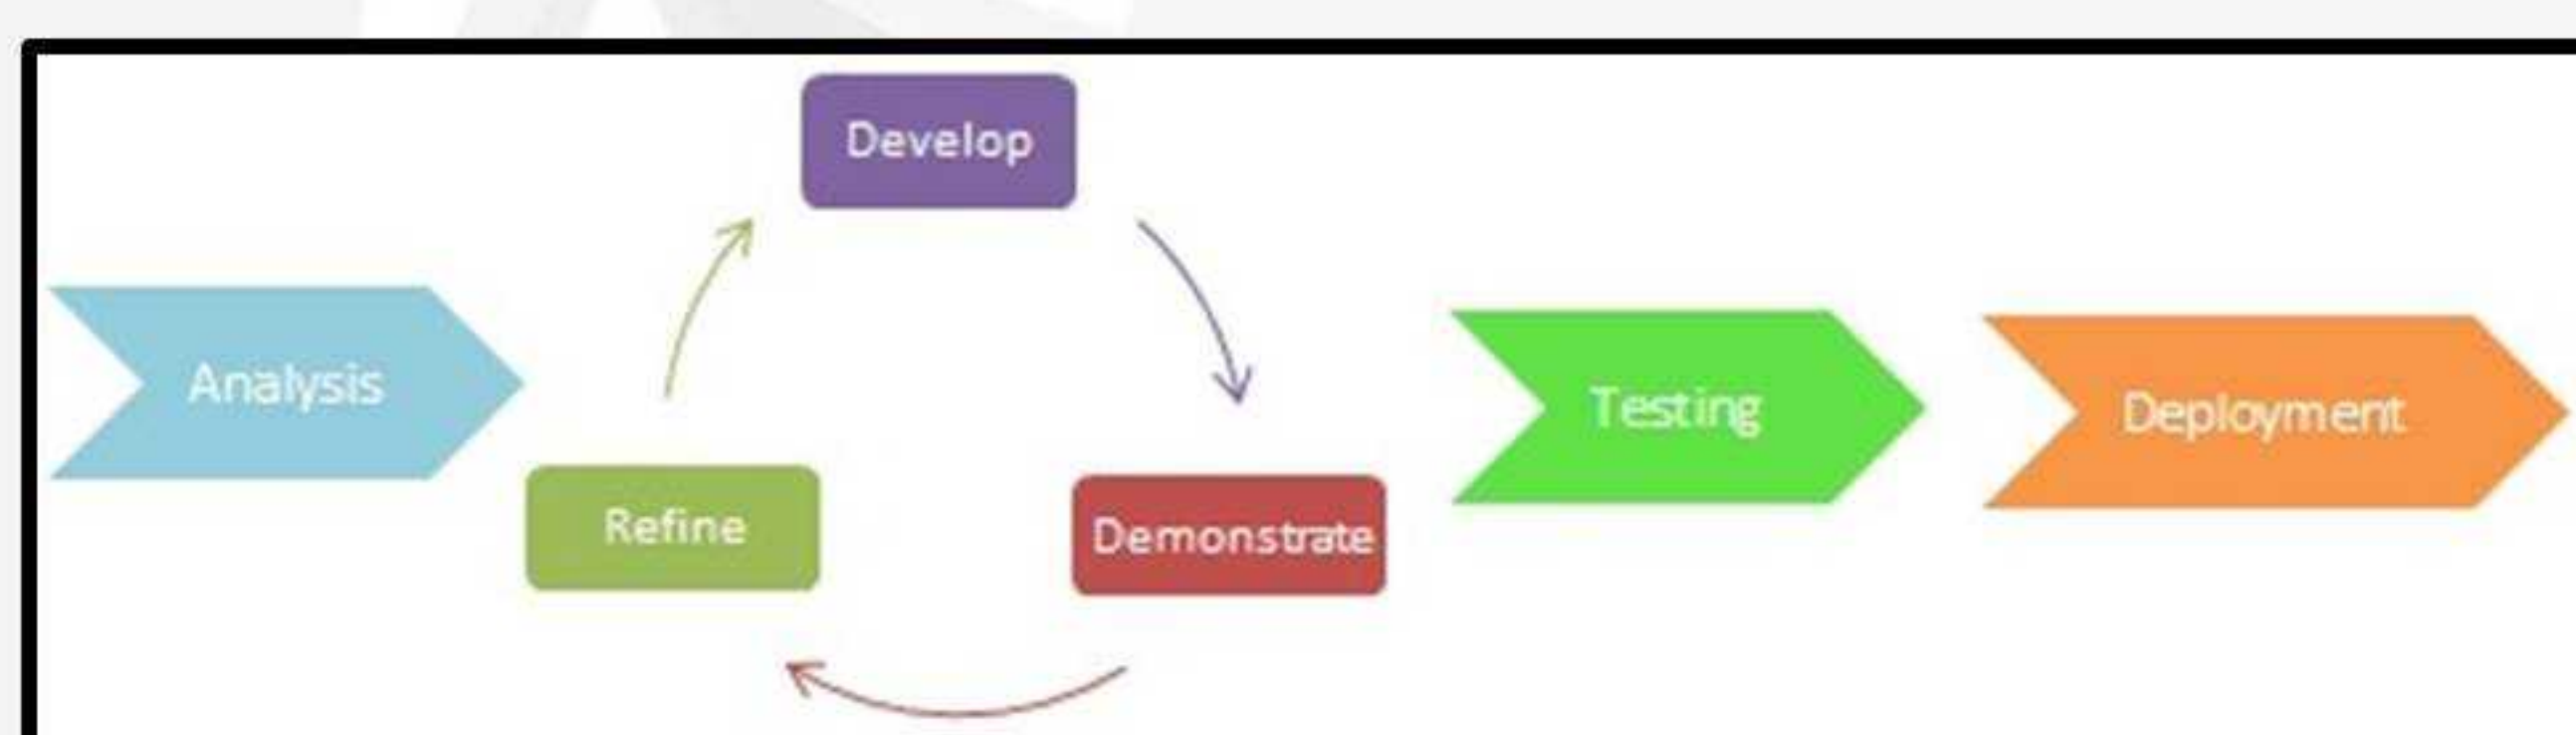 Analysis
Develop
Demonstrate
Refine
Testing
Deployment